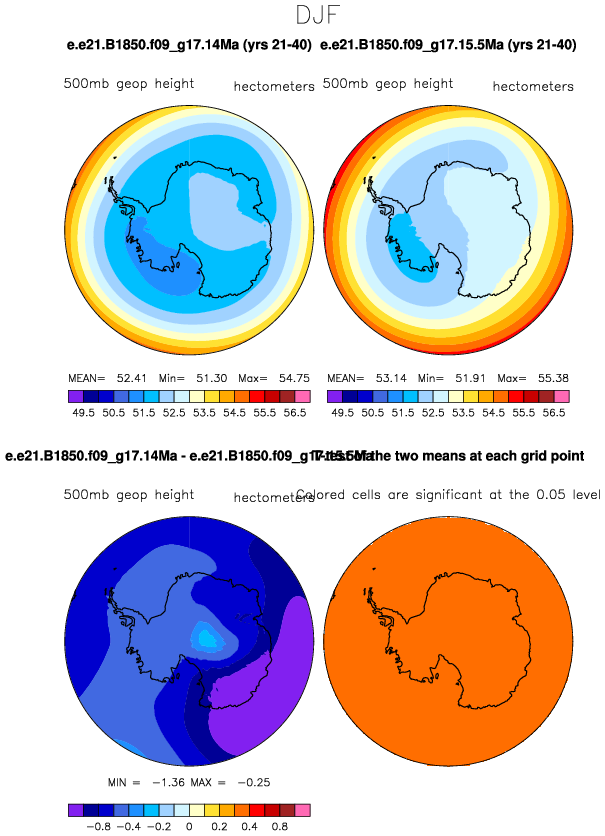 DJF
e.e21.B1850.f09_g17.14Ma (yrs 21-40) e.e21.B1850.f09_g17.15.5Ma (yrs 21-40)
500mb geop height hectometers 500mb geop height hectometers
MEAN= 52.41 Min= 51.30 Max= 54.75 MEAN= 53.14 Min= 51.91 Max= 55.38
49.5 50.5 51.5 52.5 53.5 54.5 55.5 56.5 49.5 50.5 51.5 52.5 53.5 54.5 55.5 56.5
e.e21.B1850.f09_g17.14Ma - e.e21.B1850.f09_g17.15.5Ma T-test of the two means at each grid point
500mb geop height hectometers Colored cells are significant at the 0.05 level
MIN = -1.36 MAX = -0.25
-0.8 -0.4 -0.2 0 0.2 0.4 0.8